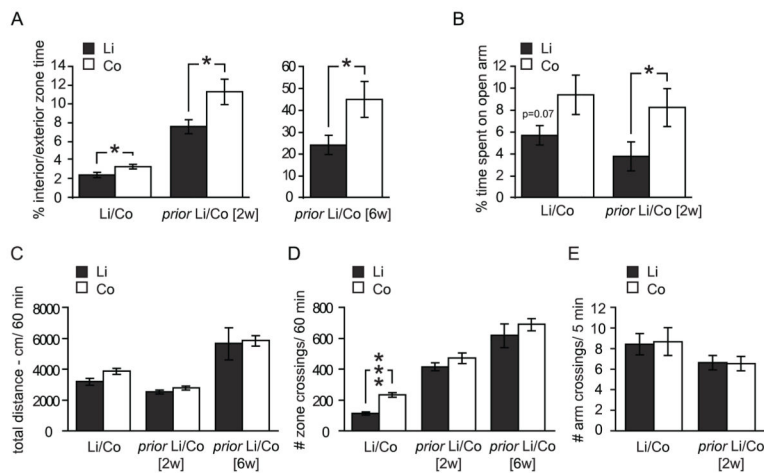 A
Li
Co
% interior/exterior zone time
14
12
10
8
6
4
2
0
*
*
Li/Co
prior Li/Co [2w]
60
50
40
30
20
10
0
*
prior Li/Co [6w]
B
Li
Co
% time spent on open arm
12
10
8
6
4
2
0
p=0.07
*
Li/Co
prior Li/Co [2w]
C
Li
Co
total distance - cm/ 60 min
8000
6000
4000
2000
0
Li/Co
prior Li/Co
[2w]
prior Li/Co
[6w]
D
Li
Co
# zone crossings/ 60 min
800
600
400
200
0
***
Li/Co
prior Li/Co
[2w]
prior Li/Co
[6w]
E
Li
Co
# arm crossings/ 5 min
14
12
10
8
6
4
2
0
Li/Co
prior Li/Co
[2w]